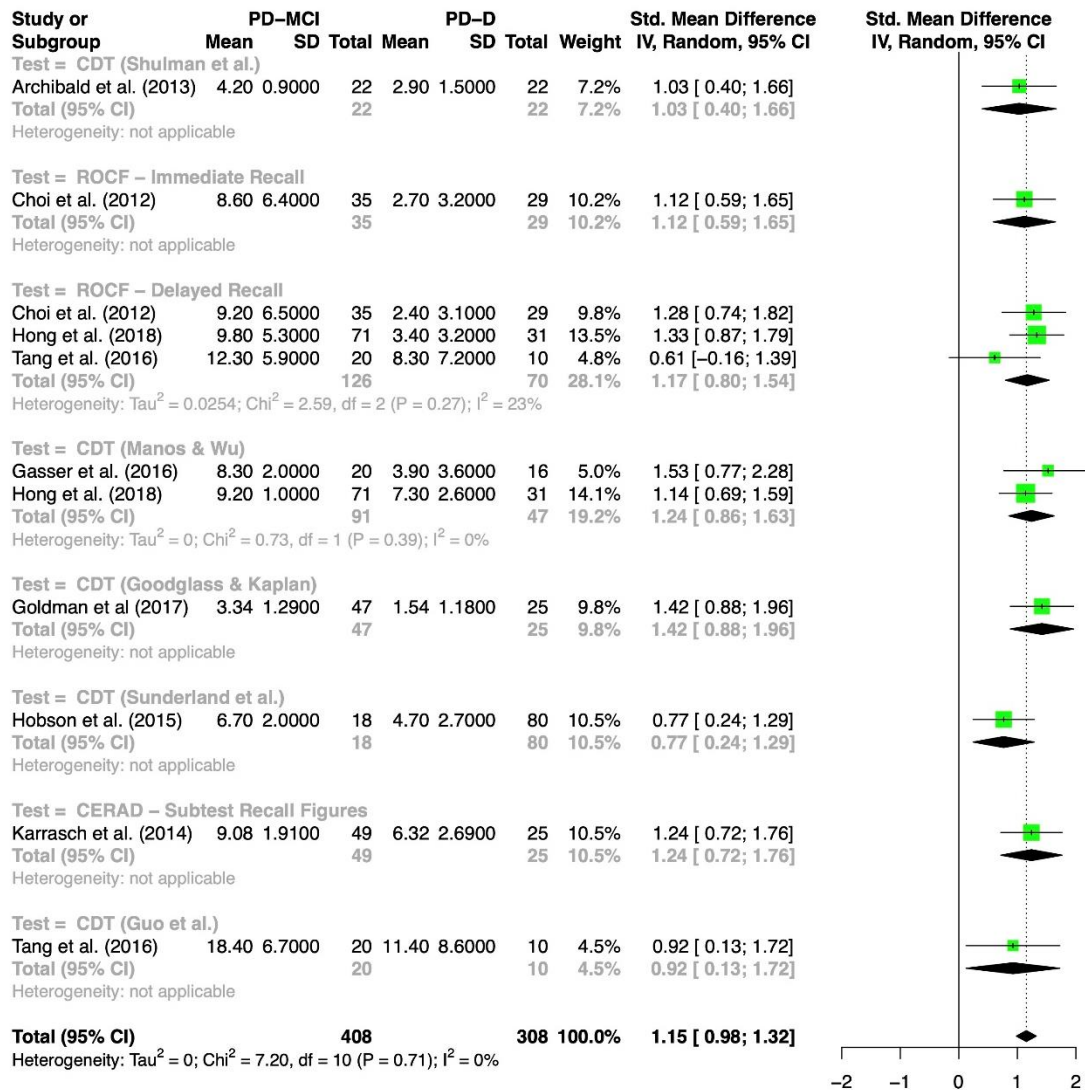 Study or PD−MCI PD−D Std. Mean Difference Std. Mean Difference
Subgroup Mean SD Total Mean SD Total Weight IV, Random, 95% CI IV, Random, 95% CI
Test = CDT (Shulman et al.)
Archibald et al. (2013) 4.20 0.9000 22 2.90 1.5000 22 7.2% 1.03 [ 0.40; 1.66]
Total (95% CI) 22 22 7.2% 1.03 [ 0.40; 1.66]
Heterogeneity: not applicable
Test = ROCF − Immediate Recall
Choi et al. (2012) 8.60 6.4000 35 2.70 3.2000 29 10.2% 1.12 [ 0.59; 1.65]
Total (95% CI) 35 29 10.2% 1.12 [ 0.59; 1.65]
Heterogeneity: not applicable
Test = ROCF − Delayed Recall
Choi et al. (2012) 9.20 6.5000 35 2.40 3.1000 29 9.8% 1.28 [ 0.74; 1.82]
Hong et al. (2018) 9.80 5.3000 71 3.40 3.2000 31 13.5% 1.33 [ 0.87; 1.79]
Tang et al. (2016) 12.30 5.9000 20 8.30 7.2000 10 4.8% 0.61 [−0.16; 1.39]
Total (95% CI) 126 70 28.1% 1.17 [ 0.80; 1.54]
Heterogeneity: Tau² = 0.0254; Chi² = 2.59, df = 2 (P = 0.27); I² = 23%
Test = CDT (Manos & Wu)
Gasser et al. (2016) 8.30 2.0000 20 3.90 3.6000 16 5.0% 1.53 [ 0.77; 2.28]
Hong et al. (2018) 9.20 1.0000 71 7.30 2.6000 31 14.1% 1.14 [ 0.69; 1.59]
Total (95% CI) 91 47 19.2% 1.24 [ 0.86; 1.63]
Heterogeneity: Tau² = 0; Chi² = 0.73, df = 1 (P = 0.39); I² = 0%
Test = CDT (Goodglass & Kaplan)
Goldman et al (2017) 3.34 1.2900 47 1.54 1.1800 25 9.8% 1.42 [ 0.88; 1.96]
Total (95% CI) 47 25 9.8% 1.42 [ 0.88; 1.96]
Heterogeneity: not applicable
Test = CDT (Sunderland et al.)
Hobson et al. (2015) 6.70 2.0000 18 4.70 2.7000 80 10.5% 0.77 [ 0.24; 1.29]
Total (95% CI) 18 80 10.5% 0.77 [ 0.24; 1.29]
Heterogeneity: not applicable
Test = CERAD − Subtest Recall Figures
Karrasch et al. (2014) 9.08 1.9100 49 6.32 2.6900 25 10.5% 1.24 [ 0.72; 1.76]
Total (95% CI) 49 25 10.5% 1.24 [ 0.72; 1.76]
Heterogeneity: not applicable
Test = CDT (Guo et al.)
Tang et al. (2016) 18.40 6.7000 20 11.40 8.6000 10 4.5% 0.92 [ 0.13; 1.72]
Total (95% CI) 20 10 4.5% 0.92 [ 0.13; 1.72]
Heterogeneity: not applicable
Total (95% CI) 408 308 100.0% 1.15 [ 0.98; 1.32]
Heterogeneity: Tau² = 0; Chi² = 7.20, df = 10 (P = 0.71); I² = 0%
−2 −1 0 1 2